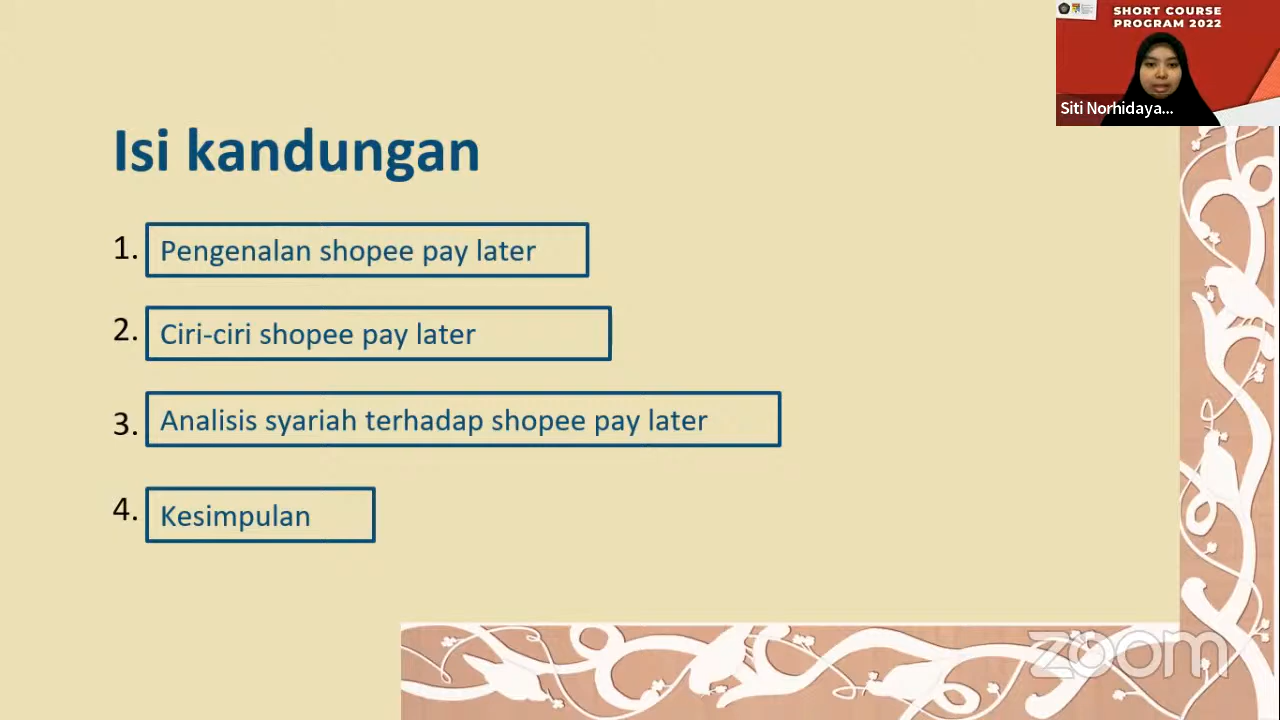 SHORT COURSE
PROGRAM 2022
Siti Norhidaya...
Isi kandungan
1. Pengenalan shopee pay later
2. Ciri-ciri shopee pay later
3. Analisis syariah terhadap shopee pay later
4. Kesimpulan
zoom